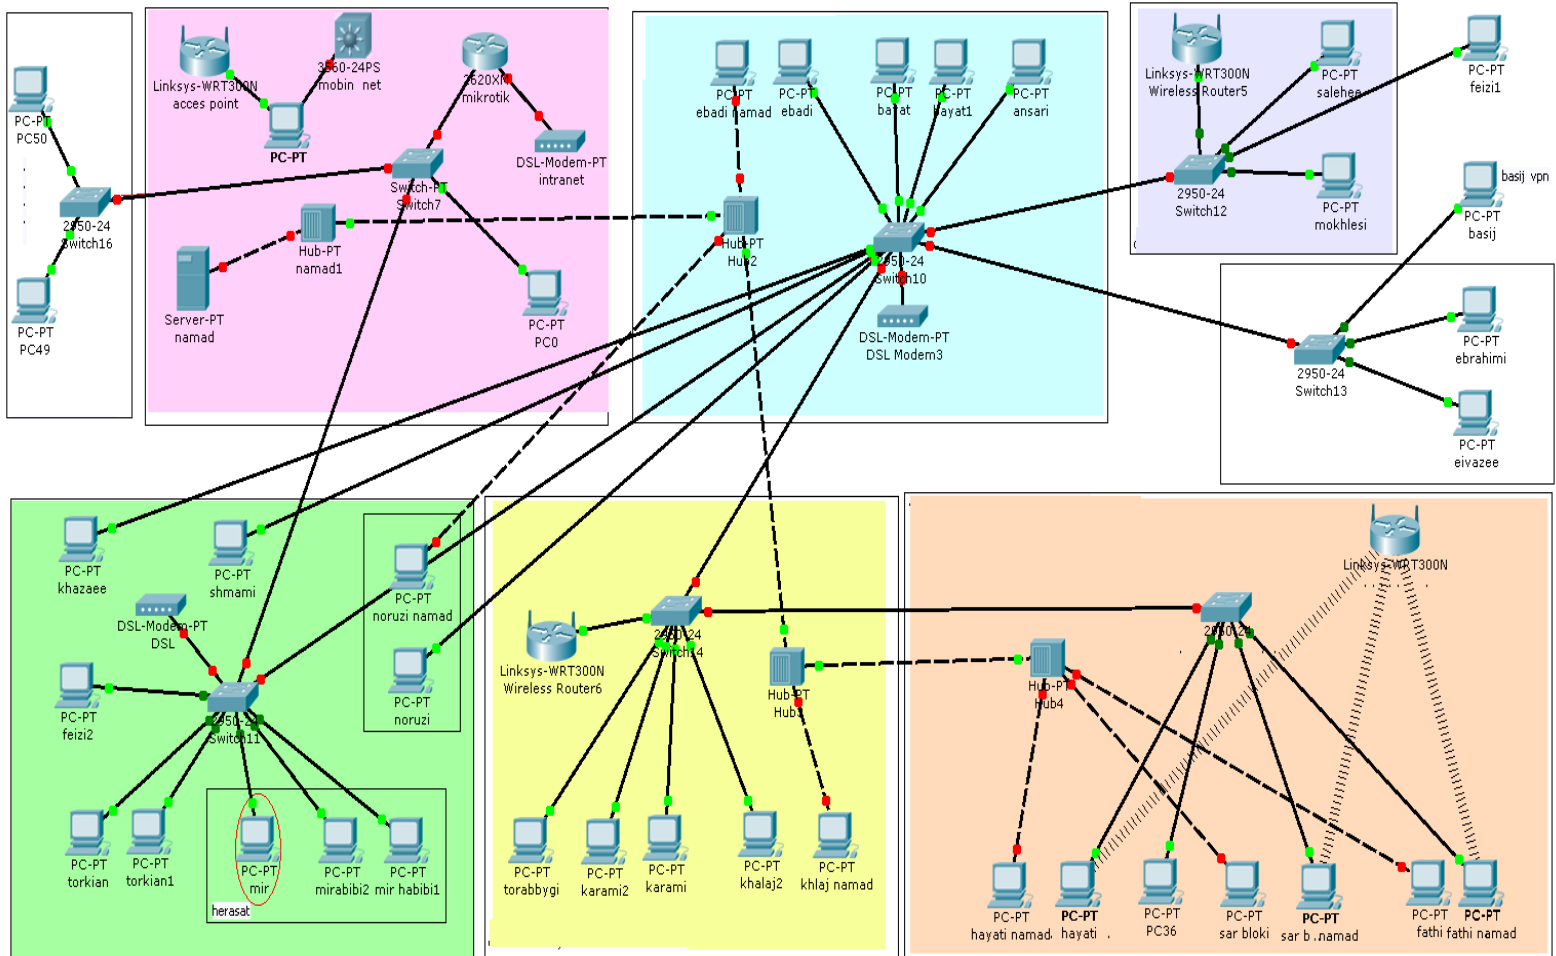 PC-PT
PC50
2950-24
Switch16
PC-PT
PC49
Linksys-WRT300N
acces point
3560-24PS
mobin net
PC-PT
2620XM
mikrotik
DSL-Modem-PT
intranet
Switch-PT
Switch7
Hub-PT
namad1
Server-PT
namad
PC-PT
PC0
PC-PT
ebadi namad
PC-PT
ebadi
PC-PT
bayat
PC-PT
bayat1
PC-PT
ansari
Hub-PT
Hub2
2950-24
Switch10
DSL-Modem-PT
DSL Modem3
Linksys-WRT300N
Wireless Router5
PC-PT
salehee
2950-24
Switch12
PC-PT
mokhlesi
PC-PT
feizi1
basij vpn
PC-PT
basij
PC-PT
ebrahimi
2950-24
Switch13
PC-PT
eivazee
PC-PT
khazaee
PC-PT
shmami
DSL-Modem-PT
DSL
PC-PT
noruzi namad
PC-PT
noruzi
PC-PT
feizi2
2950-24
Switch11
PC-PT
torkian
PC-PT
torkian1
PC-PT
mir
PC-PT
mirabibi2
PC-PT
mir habibi1
herasat
Linksys-WRT300N
Wireless Router6
2950-24
Switch14
Hub-PT
PC-PT
torabbygi
PC-PT
karami2
PC-PT
karami
PC-PT
khalaj2
PC-PT
khlaj namad
Linksys-WRT300N
2950-24
Hub-PT
Hub4
PC-PT
hayati namad
PC-PT
hayati .
PC-PT
PC36
PC-PT
sar bloki
PC-PT
sar b .namad
PC-PT
fathi
PC-PT
fathi namad